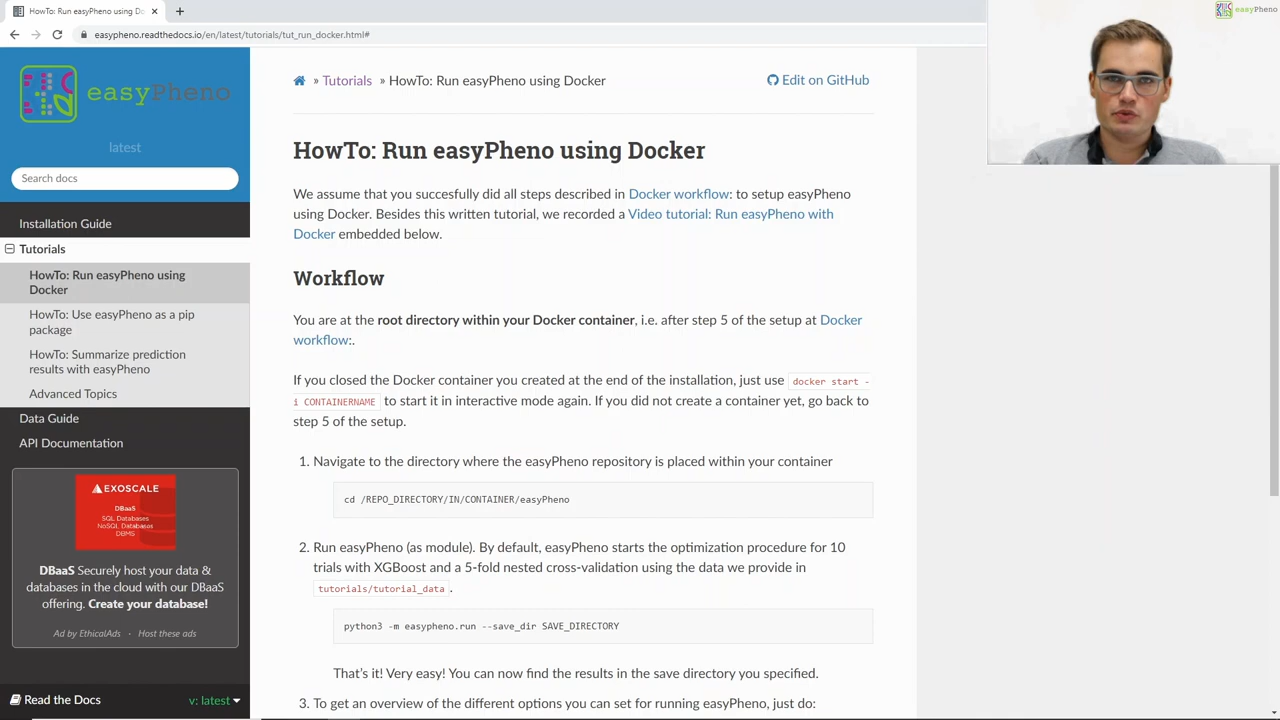 HowTo: Run easyPheno using Do
easypheno.readthedocs.io/en/latest/tutorials/tut_run_docker.html#
easyPheno
easyPheno
latest
Search docs
Installation Guide
Tutorials
HowTo: Run easyPheno using
Docker
HowTo: Use easyPheno as a pip
package
HowTo: Summarize prediction
results with easyPheno
Advanced Topics
Data Guide
API Documentation
EXOSCALE
DBaaS
SQL Databases
NoSQL Databases
DBMS
DBaaS Securely host your data &
databases in the cloud with our DBaaS
offering. Create your database!
Ad by EthicalAds · Host these ads
Read the Docs
v: latest
» Tutorials » HowTo: Run easyPheno using Docker
Edit on GitHub
HowTo: Run easyPheno using Docker
We assume that you succesfully did all steps described in Docker workflow: to setup easyPheno
using Docker. Besides this written tutorial, we recorded a Video tutorial: Run easyPheno with
Docker embedded below.
Workflow
You are at the root directory within your Docker container, i.e. after step 5 of the setup at Docker
workflow:.
If you closed the Docker container you created at the end of the installation, just use docker start -
i CONTAINERNAME to start it in interactive mode again. If you did not create a container yet, go back to
step 5 of the setup.
1. Navigate to the directory where the easyPheno repository is placed within your container
cd /REPO_DIRECTORY/IN/CONTAINER/easyPheno
2. Run easyPheno (as module). By default, easyPheno starts the optimization procedure for 10
trials with XGBoost and a 5-fold nested cross-validation using the data we provide in
tutorials/tutorial_data .
python3 -m easypheno.run --save_dir SAVE_DIRECTORY
That's it! Very easy! You can now find the results in the save directory you specified.
3. To get an overview of the different options you can set for running easyPheno, just do: